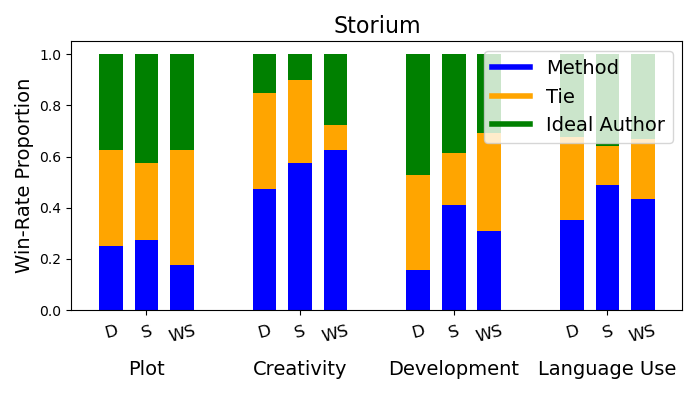 Storium
Win-Rate Proportion
1.0
0.8
0.6
0.4
0.2
0.0
Method
Tie
Ideal Author
D S WS D S WS D S WS D S WS
Plot Creativity Development Language Use